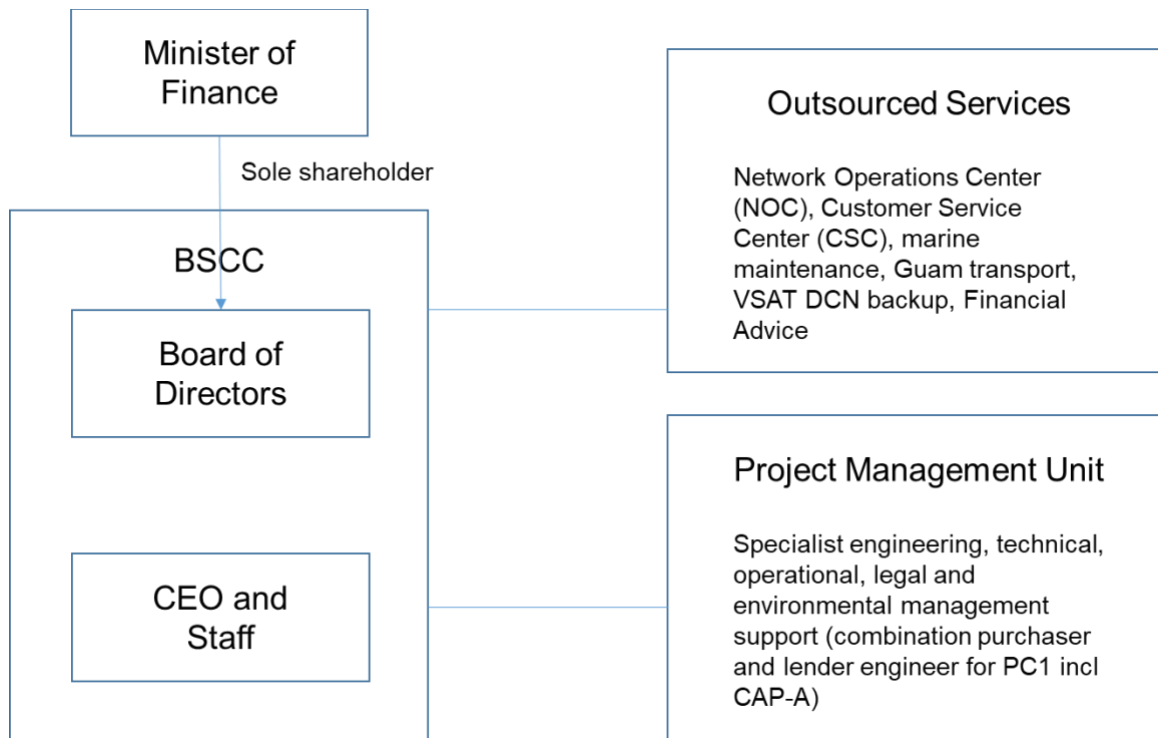 Minister of
Finance
Sole shareholder
BSCC
Board of
Directors
CEO and
Staff
Outsourced Services
Network Operations Center
(NOC), Customer Service
Center (CSC), marine
maintenance, Guam transport,
VSAT DCN backup, Financial
Advice
Project Management Unit
Specialist engineering, technical,
operational, legal and
environmental management
support (combination purchaser
and lender engineer for PC1 incl
CAP-A)